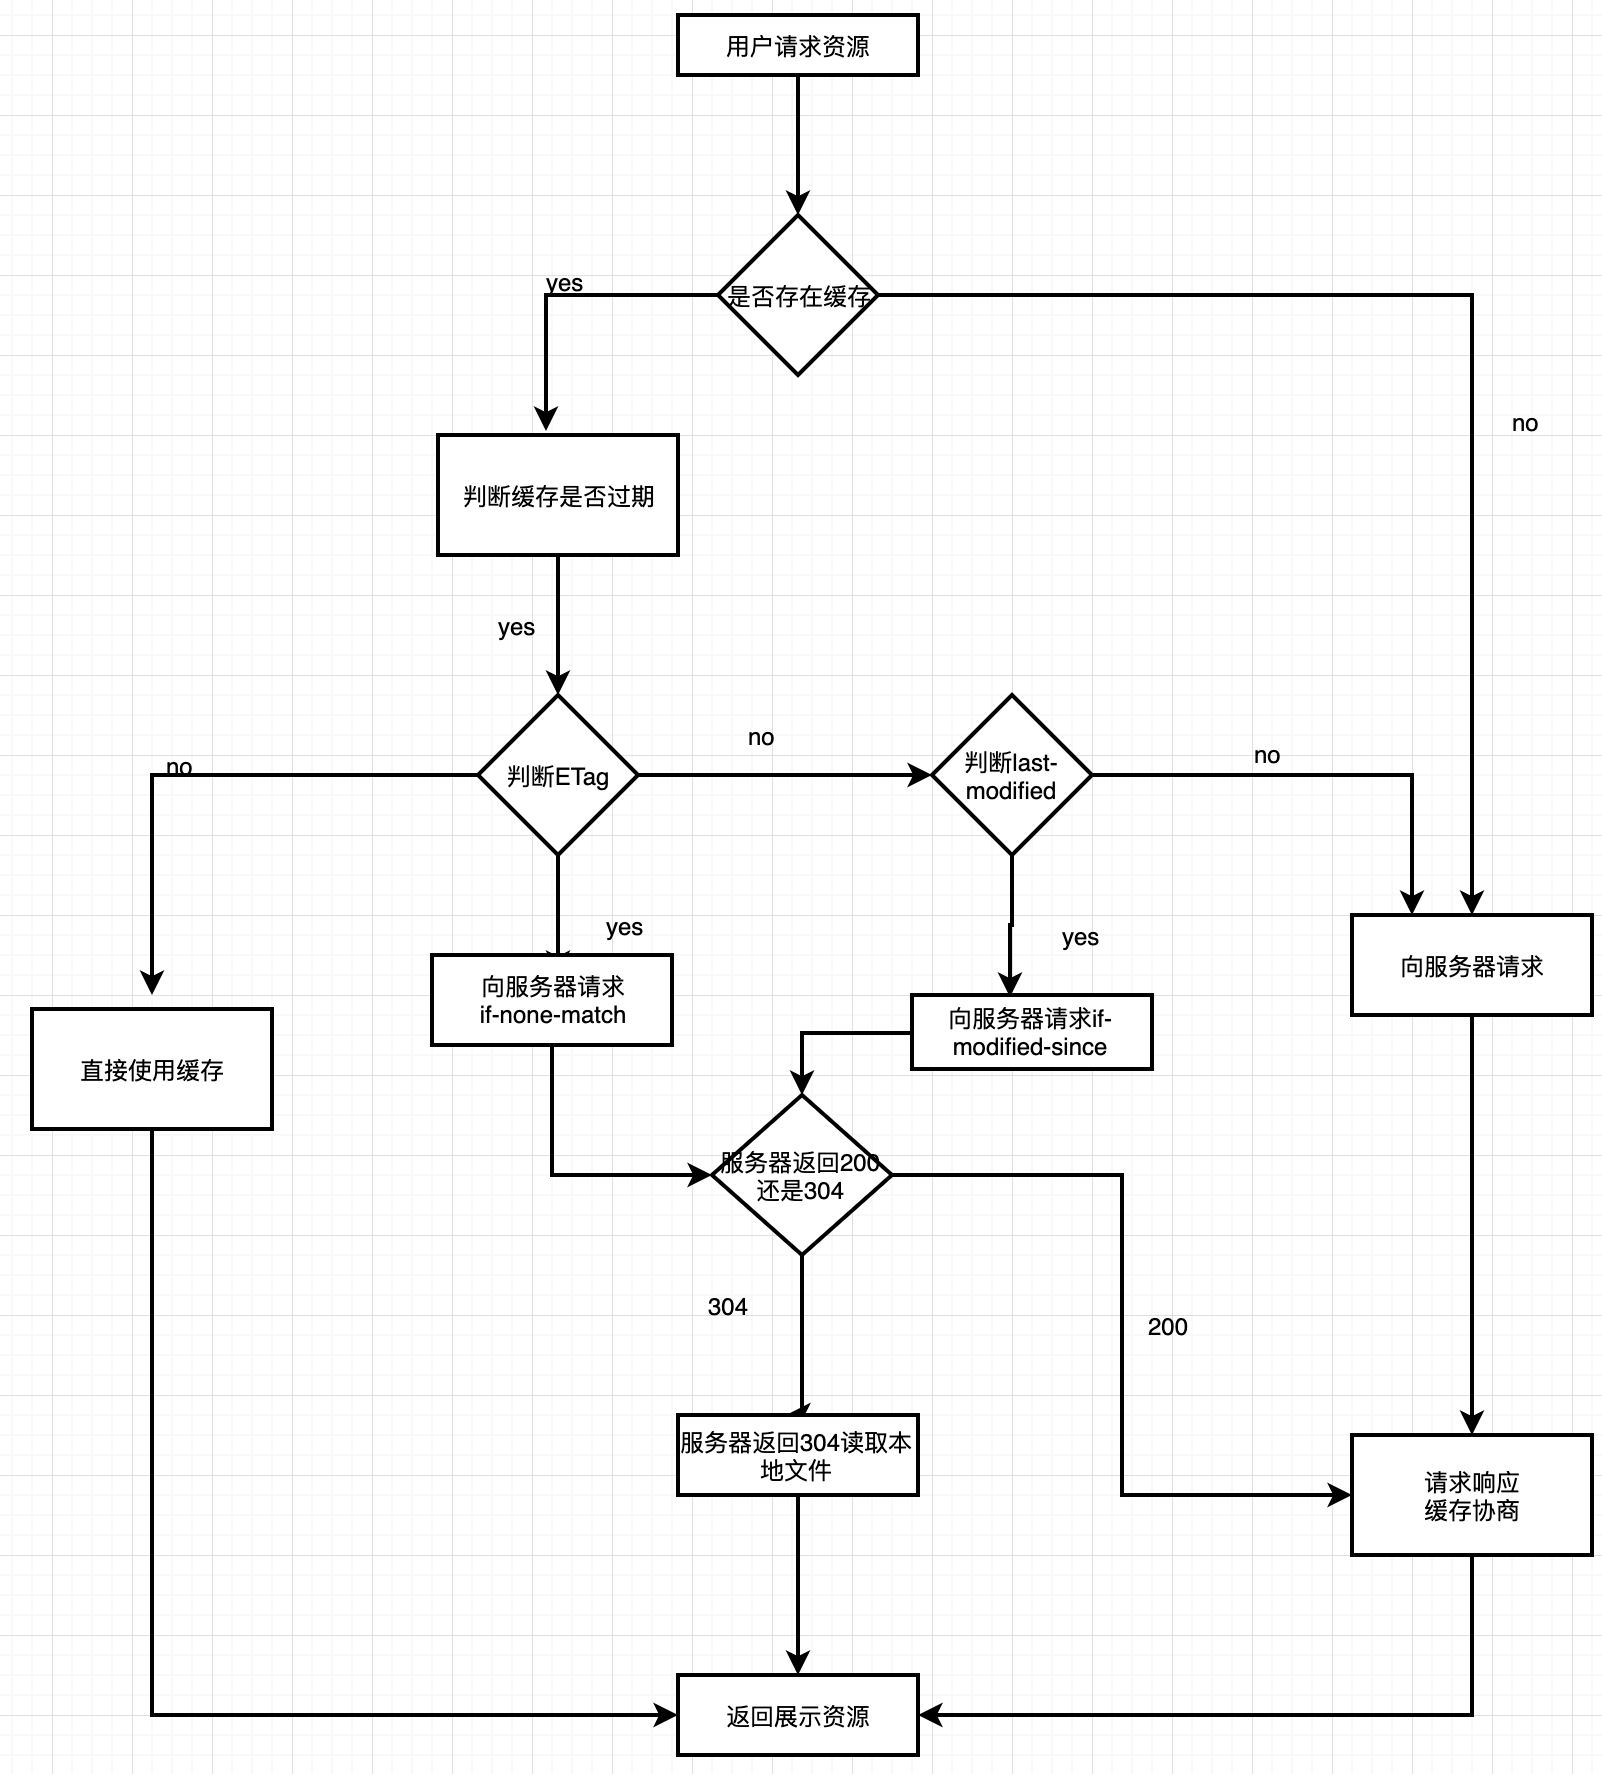 用户请求资源
yes
是否存在缓存
no
判断缓存是否过期
yes
no
判断ETag
no
判断last-
modified
no
yes
yes
向服务器请求
if-none-match
向服务器请求if-
modified-since
向服务器请求
直接使用缓存
服务器返回200
还是304
304
200
服务器返回304读取本
地文件
请求响应
缓存协商
返回展示资源